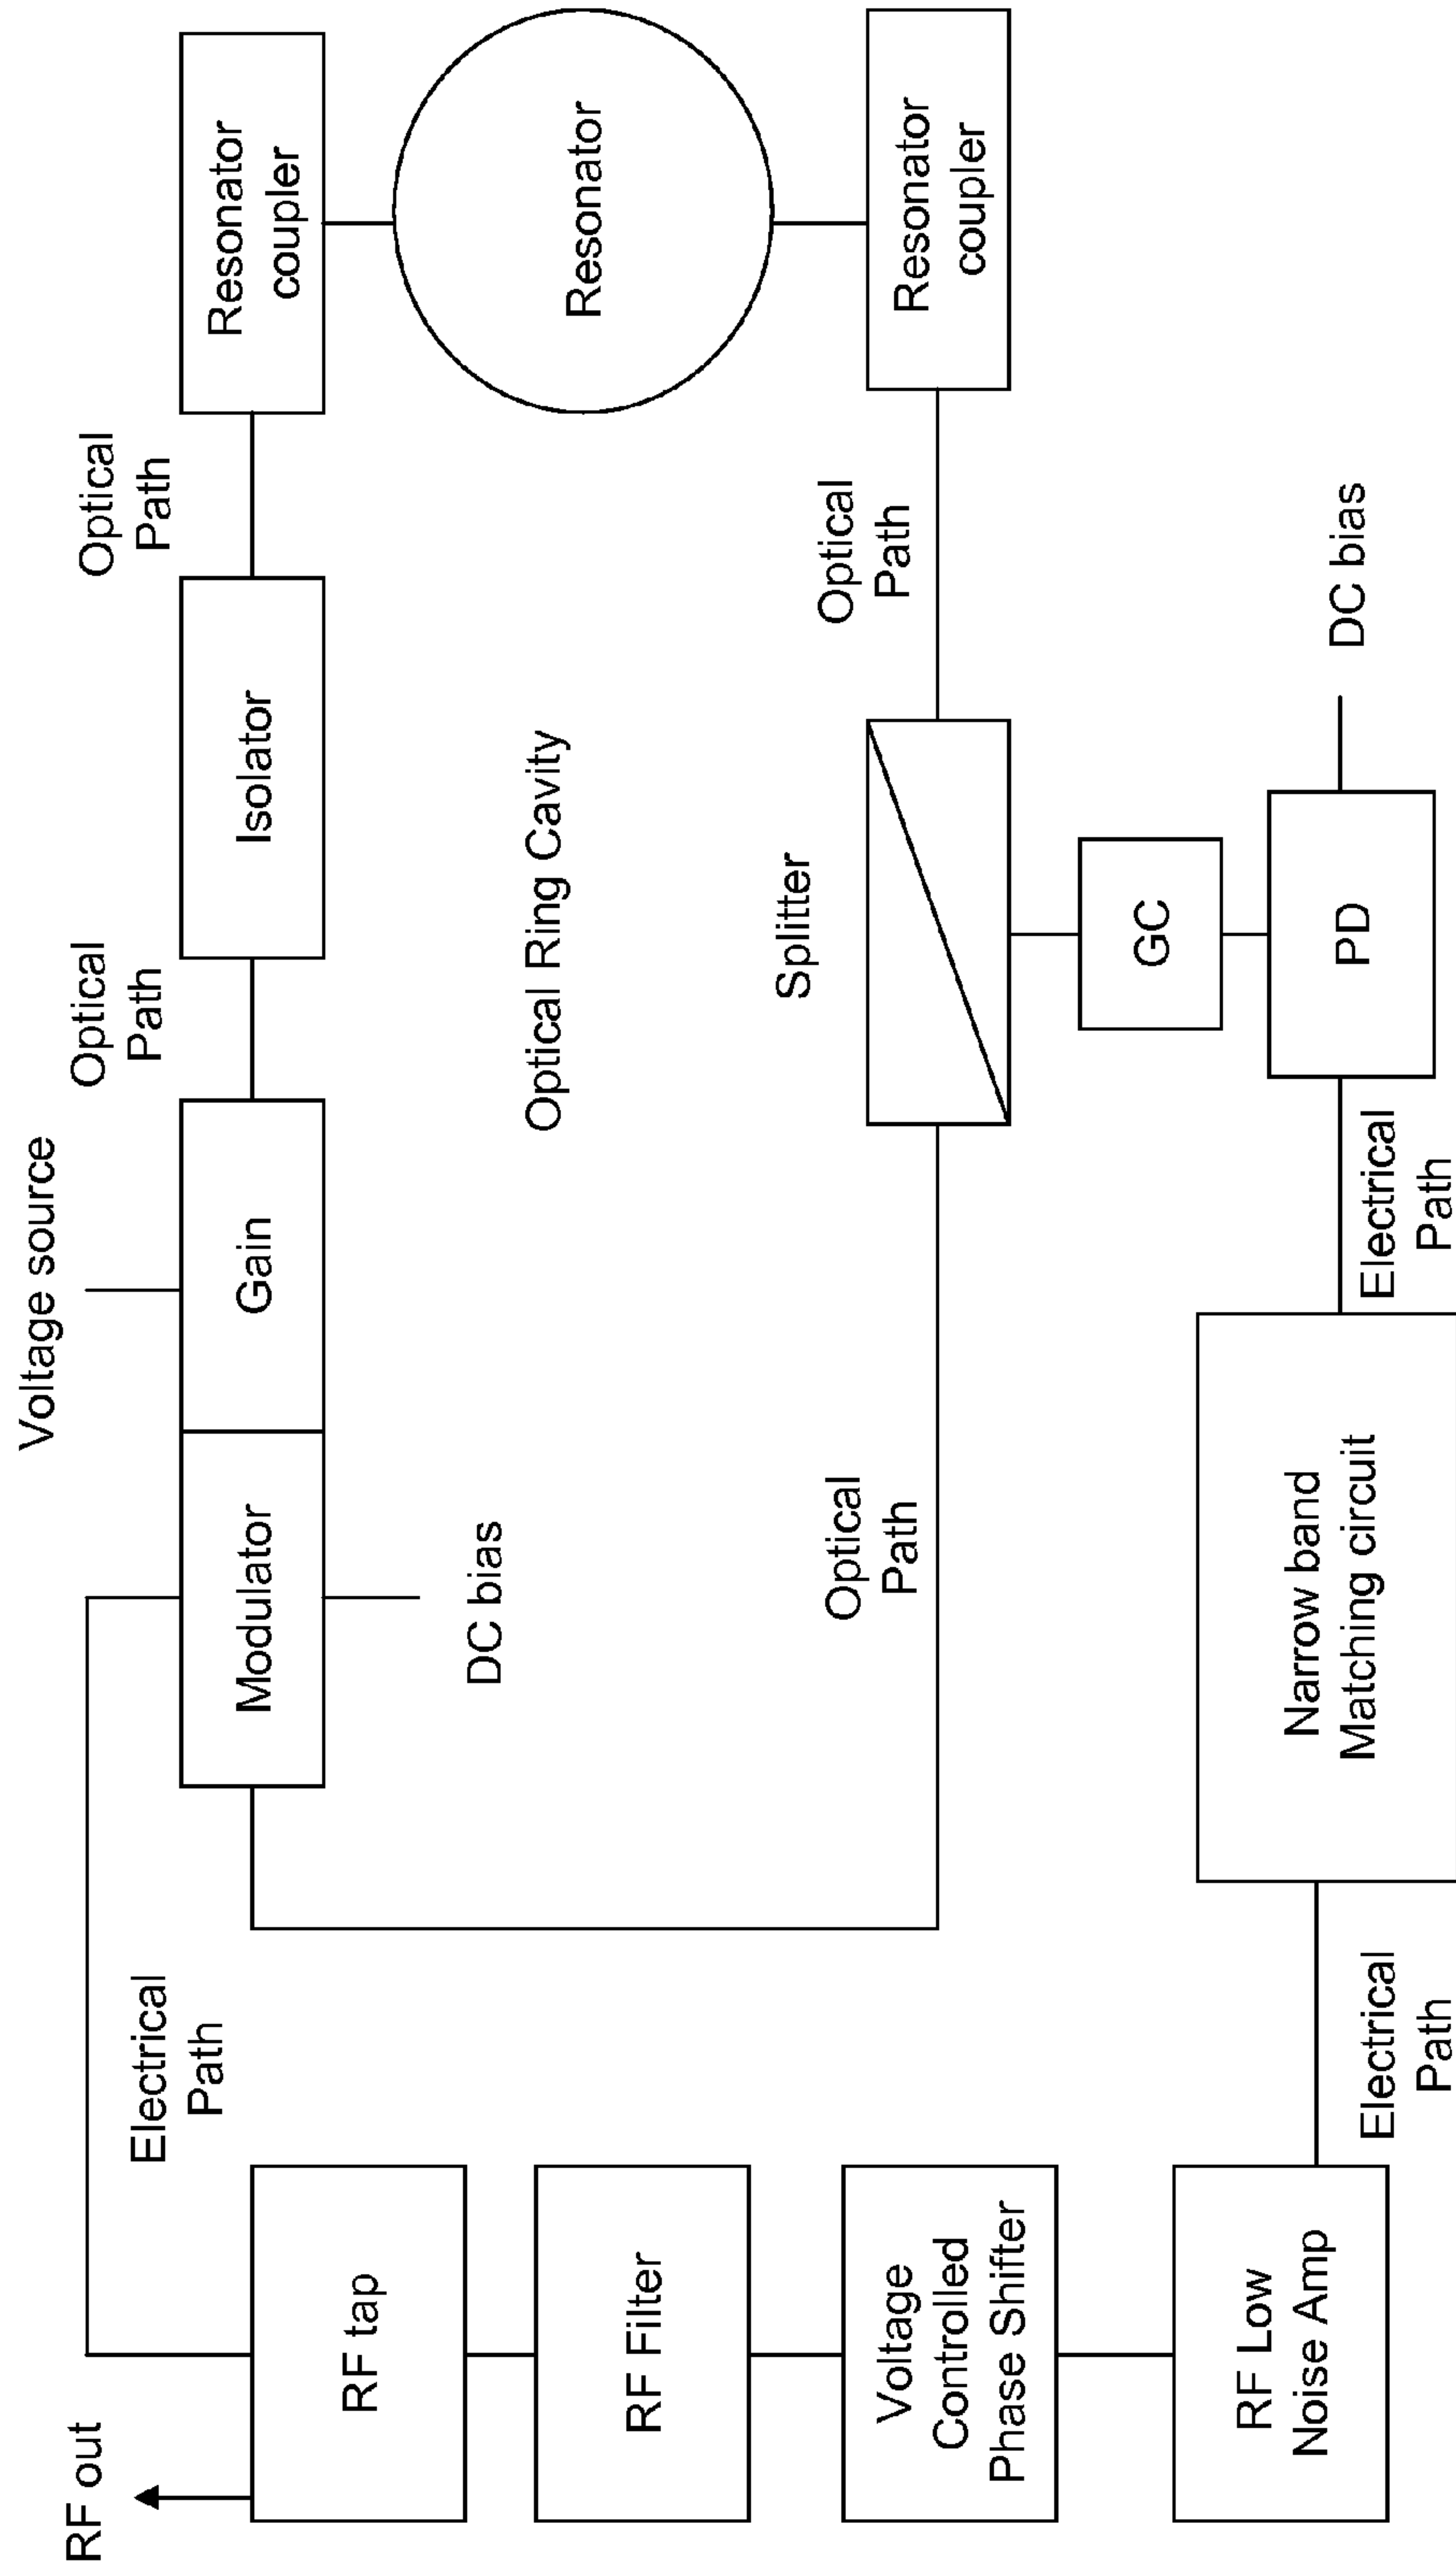 Voltage source
RF out
Electrical
Path
Optical
Path
Optical
Path
Modulator
Gain
Isolator
Resonator
coupler
RF tap
DC bias
Optical Ring Cavity
Resonator
RF Filter
Splitter
Optical
Path
Optical
Path
Resonator
coupler
Voltage
Controlled
Phase Shifter
GC
RF Low
Noise Amp
Electrical
Path
Narrow band
Matching circuit
Electrical
Path
PD
DC bias